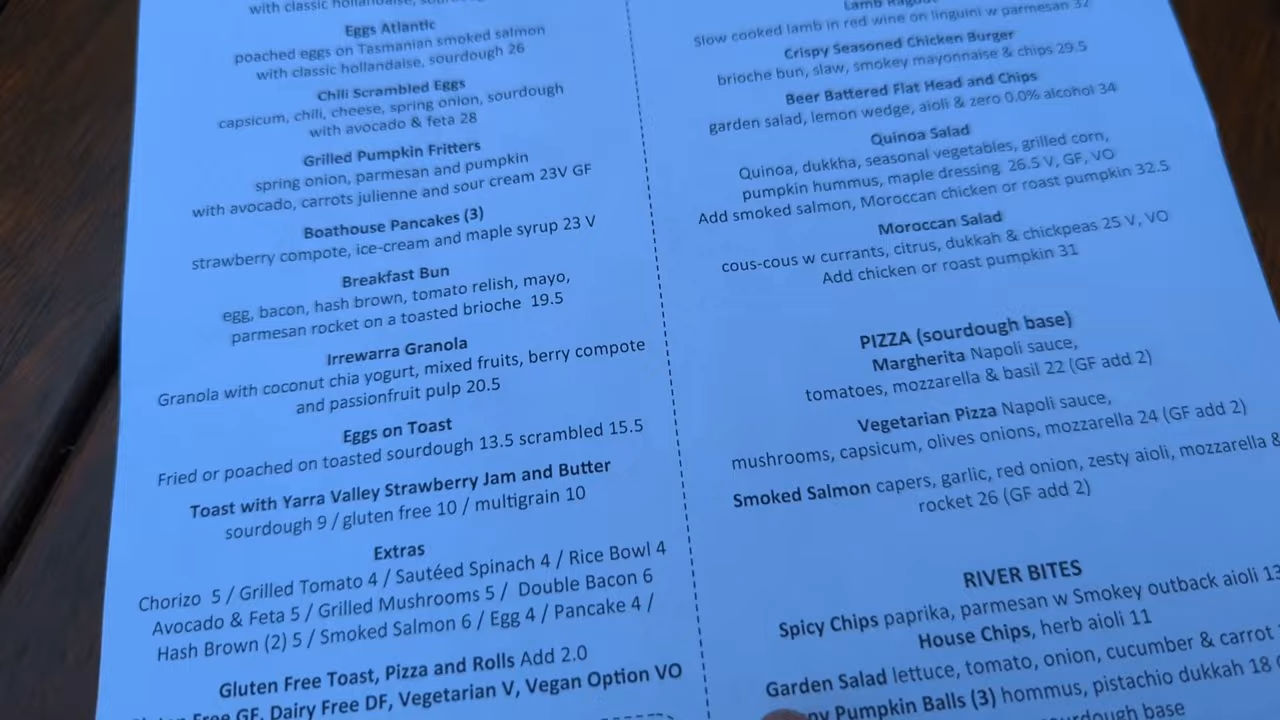 with classic hollandaise,
Eggs Atlantic
poached eggs on Tasmanian smoked salmon
with classic hollandaise, sourdough 26
Chili Scrambled Eggs
capsicum, chili, cheese, spring onion, sourdough
with avocado & feta 28
Grilled Pumpkin Fritters
spring onion, parmesan and pumpkin
with avocado, carrots julienne and sour cream 23V GF
Boathouse Pancakes (3)
strawberry compote, ice-cream and maple syrup 23 V
Breakfast Bun
egg, bacon, hash brown, tomato relish, mayo,
parmesan rocket on a toasted brioche 19.5
Irrewarra Granola
Granola with coconut chia yogurt, mixed fruits, berry compote
and passionfruit pulp 20.5
Eggs on Toast
Fried or poached on toasted sourdough 13.5 scrambled 15.5
Toast with Yarra Valley Strawberry Jam and Butter
sourdough 9 / gluten free 10 / multigrain 10
Extras
Chorizo 5 / Grilled Tomato 4 / Sautéed Spinach 4 / Rice Bowl 4
Avocado & Feta 5 / Grilled Mushrooms 5 / Double Bacon 6
Hash Brown (2) 5 / Smoked Salmon 6 / Egg 4 / Pancake 4 /
Gluten Free Toast, Pizza and Rolls Add 2.0
Free GF, Dairy Free DF, Vegetarian V, Vegan Option VO
Lamb Ragout
Slow cooked lamb in red wine on linguini w parmesan 32
Crispy Seasoned Chicken Burger
brioche bun, slaw, smokey mayonnaise & chips 29.5
Beer Battered Flat Head and Chips
garden salad, lemon wedge, aioli & zero 0.0% alcohol 34
Quinoa Salad
Quinoa, dukkha, seasonal vegetables, grilled corn,
pumpkin hummus, maple dressing 26.5 V, GF, VO
Add smoked salmon, Moroccan chicken or roast pumpkin 32.5
Moroccan Salad
cous-cous w currants, citrus, dukkah & chickpeas 25 V, VO
Add chicken or roast pumpkin 31
PIZZA (sourdough base)
Margherita Napoli sauce,
tomatoes, mozzarella & basil 22 (GF add 2)
Vegetarian Pizza Napoli sauce,
mushrooms, capsicum, olives onions, mozzarella 24 (GF add 2)
Smoked Salmon capers, garlic, red onion, zesty aioli, mozzarella &
rocket 26 (GF add 2)
RIVER BITES
Spicy Chips paprika, parmesan w Smokey outback aioli 13
House Chips, herb aioli 11
Garden Salad lettuce, tomato, onion, cucumber & carrot
Pumpkin Balls (3) hommus, pistachio dukkah 18
base